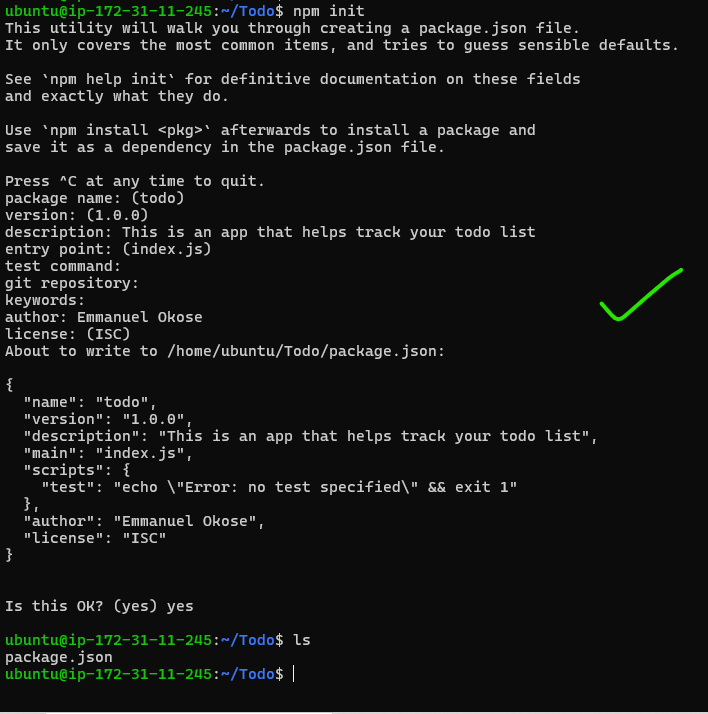 ubuntu@ip-172-31-11-245:~/Todo$ npm init
This utility will walk you through creating a package.json file.
It only covers the most common items, and tries to guess sensible defaults.
See `npm help init` for definitive documentation on these fields
and exactly what they do.
Use `npm install <pkg>` afterwards to install a package and
save it as a dependency in the package.json file.
Press ^C at any time to quit.
package name: (todo)
version: (1.0.0)
description: This is an app that helps track your todo list
entry point: (index.js)
test command:
git repository:
keywords:
author: Emmanuel Okose
license: (ISC)
About to write to /home/ubuntu/Todo/package.json:
{
  "name": "todo",
  "version": "1.0.0",
  "description": "This is an app that helps track your todo list",
  "main": "index.js",
  "scripts": {
    "test": "echo \"Error: no test specified\" && exit 1"
  },
  "author": "Emmanuel Okose",
  "license": "ISC"
}
Is this OK? (yes) yes
ubuntu@ip-172-31-11-245:~/Todo$ ls
package.json
ubuntu@ip-172-31-11-245:~/Todo$